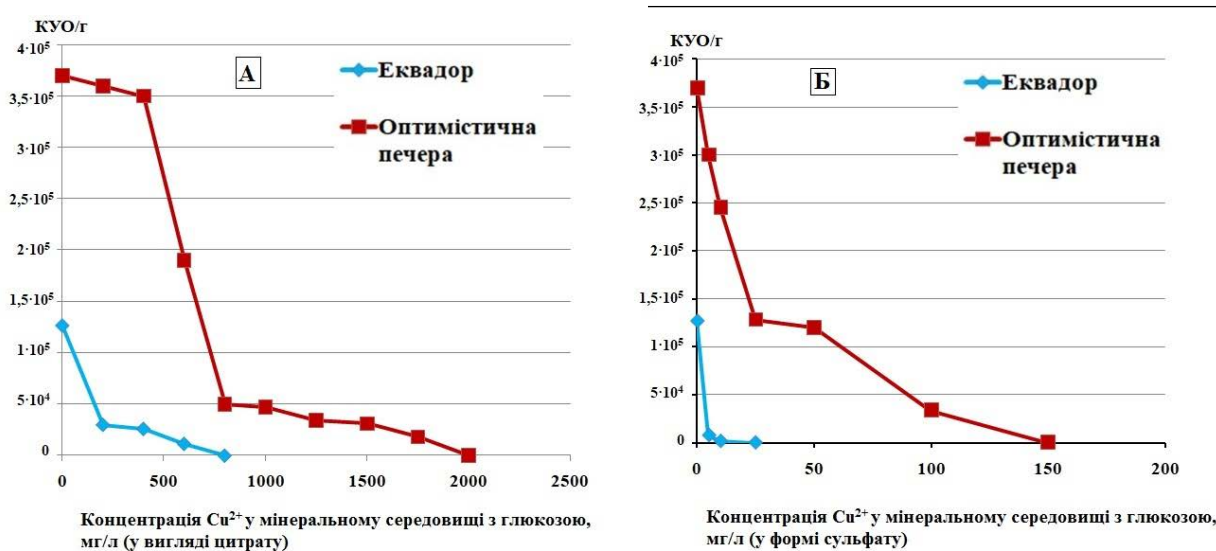 КУО/г
4·10⁵
3,5·10⁵
3·10⁵
2,5·10⁵
2·10⁵
1,5·10⁵
1·10⁵
5·10⁴
0
А
Еквадор
Оптимістична
печера
0 500 1000 1500 2000 2500
Концентрація Cu²⁺ у мінеральному середовищі з глюкозою,
мг/л (у вигляді цитрату)
КУО/г
4·10⁵
3,5·10⁵
3·10⁵
2,5·10⁵
2·10⁵
1,5·10⁵
1·10⁵
5·10⁴
0
Б
Еквадор
Оптимістична
печера
0 50 100 150 200
Концентрація Cu²⁺ у мінеральному середовищі з глюкозою,
мг/л (у формі сульфату)